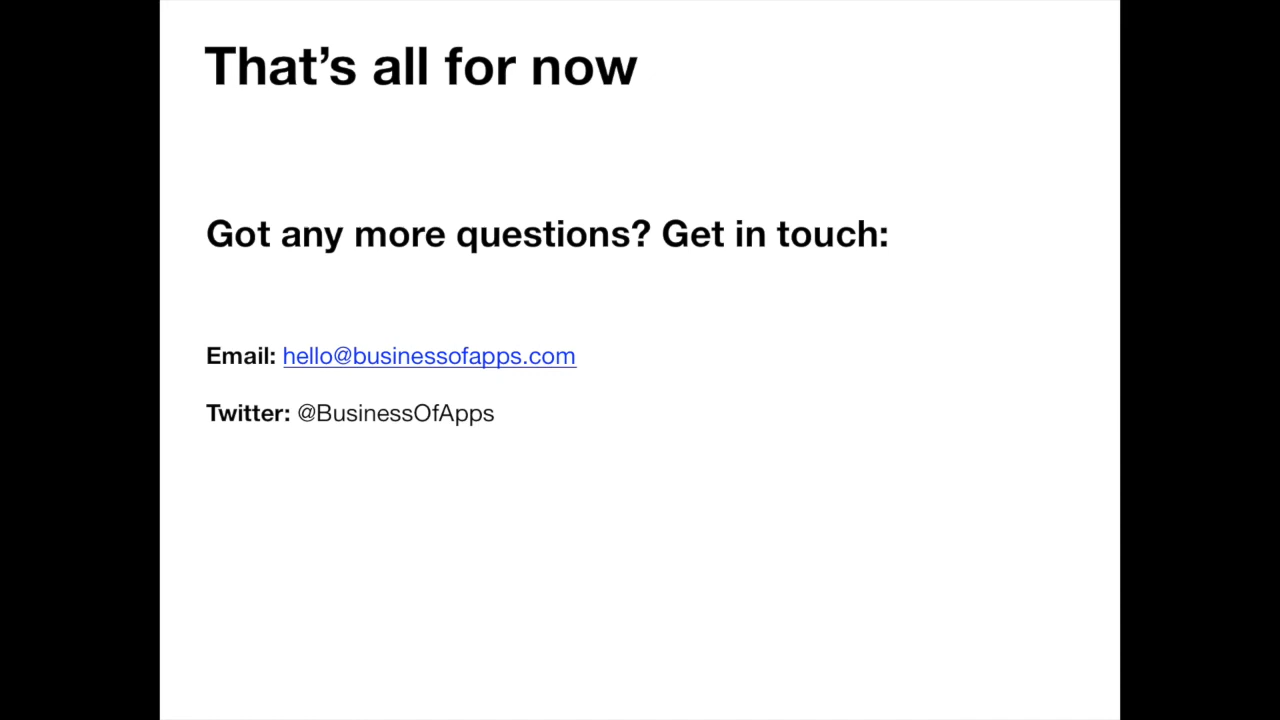 That’s all for now
Got any more questions? Get in touch:
Email: hello@businessofapps.com
Twitter: @BusinessOfApps